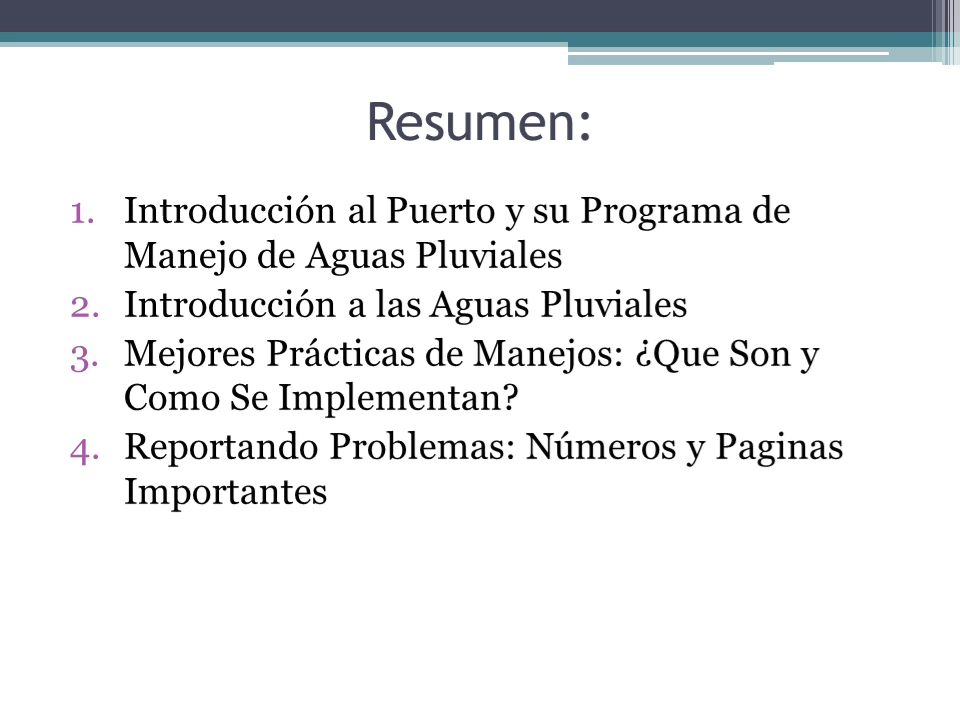 Resumen:
1. Introducción al Puerto y su Programa de
Manejo de Aguas Pluviales
2. Introducción a las Aguas Pluviales
3. Mejores Prácticas de Manejos: ¿Que Son y
Como Se Implementan?
4. Reportando Problemas: Números y Paginas
Importantes